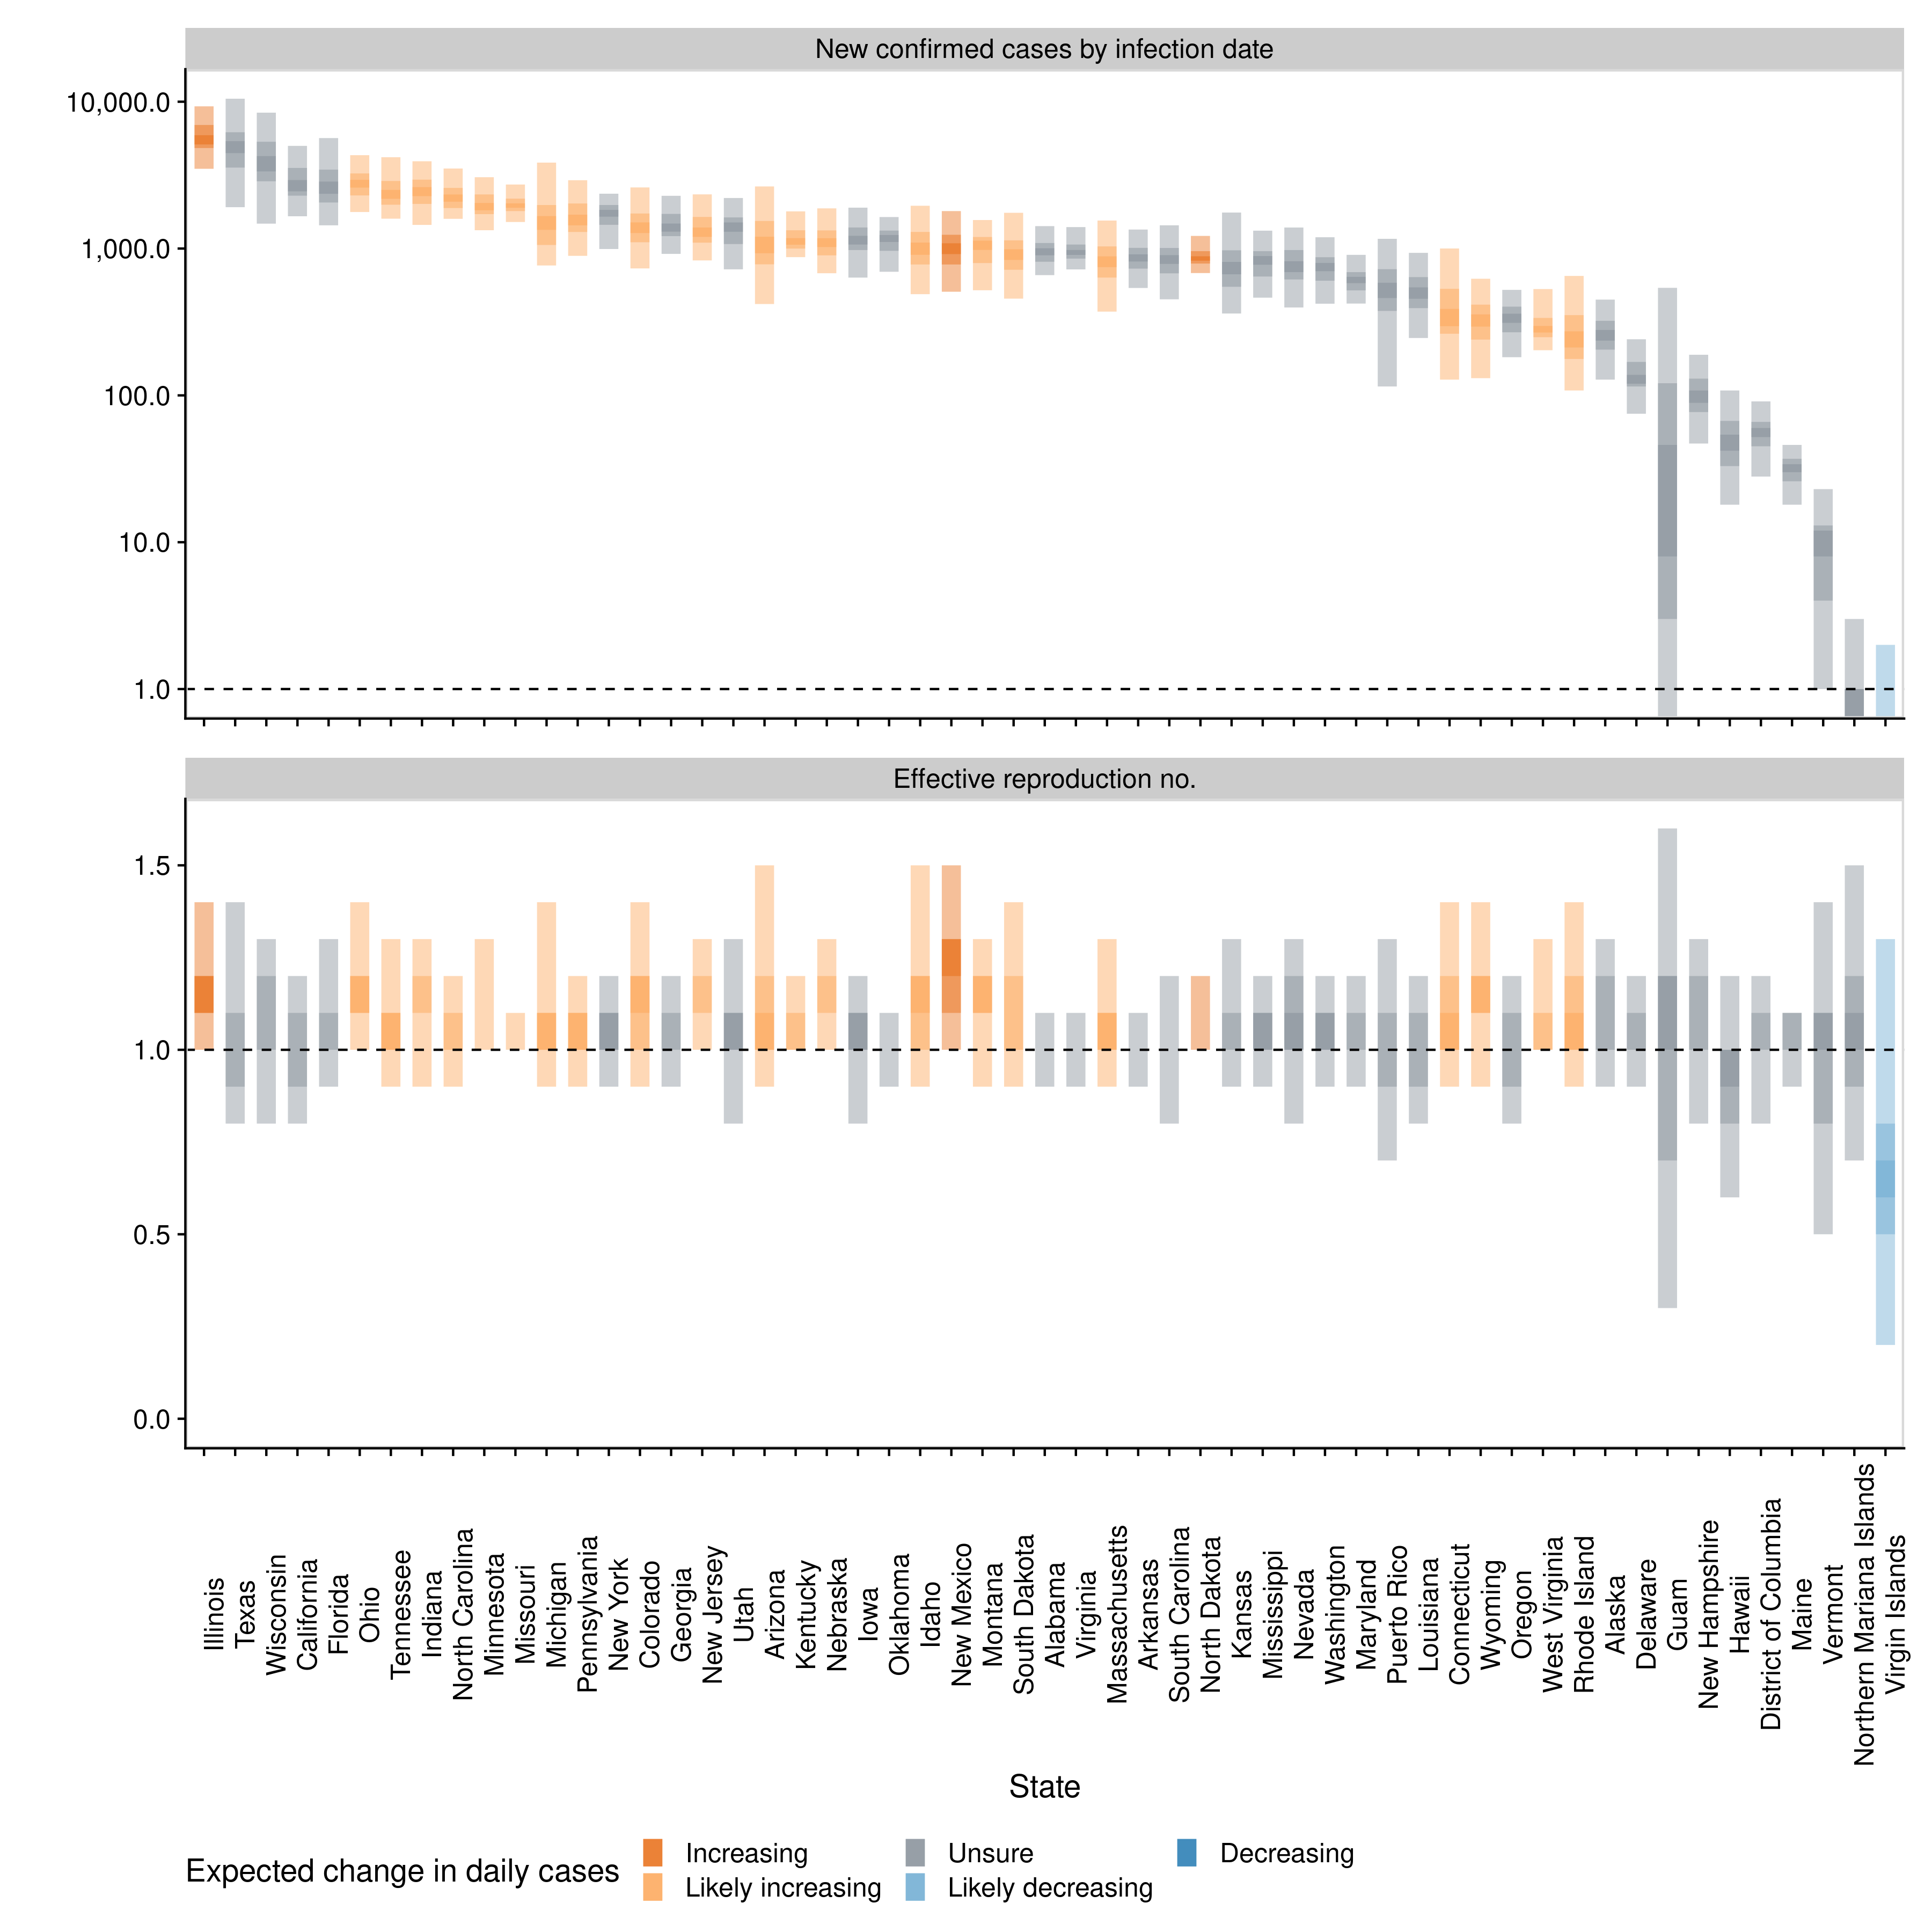 New confirmed cases by infection date
10,000.0
1,000.0
100.0
10.0
1.0
Effective reproduction no.
1.5
1.0
0.5
0.0
Illinois
Texas
Wisconsin
California
Florida
Ohio
Tennessee
Indiana
North Carolina
Minnesota
Missouri
Michigan
Pennsylvania
New York
Colorado
Georgia
New Jersey
Utah
Arizona
Kentucky
Nebraska
Iowa
Oklahoma
Idaho
New Mexico
Montana
South Dakota
Alabama
Virginia
Massachusetts
Arkansas
South Carolina
North Dakota
Kansas
Mississippi
Nevada
Washington
Maryland
Puerto Rico
Louisiana
Connecticut
Wyoming
Oregon
West Virginia
Rhode Island
Alaska
Delaware
Guam
New Hampshire
Hawaii
District of Columbia
Maine
Vermont
Northern Mariana Islands
Virgin Islands
State
Expected change in daily cases
Increasing
Unsure
Decreasing
Likely increasing
Likely decreasing